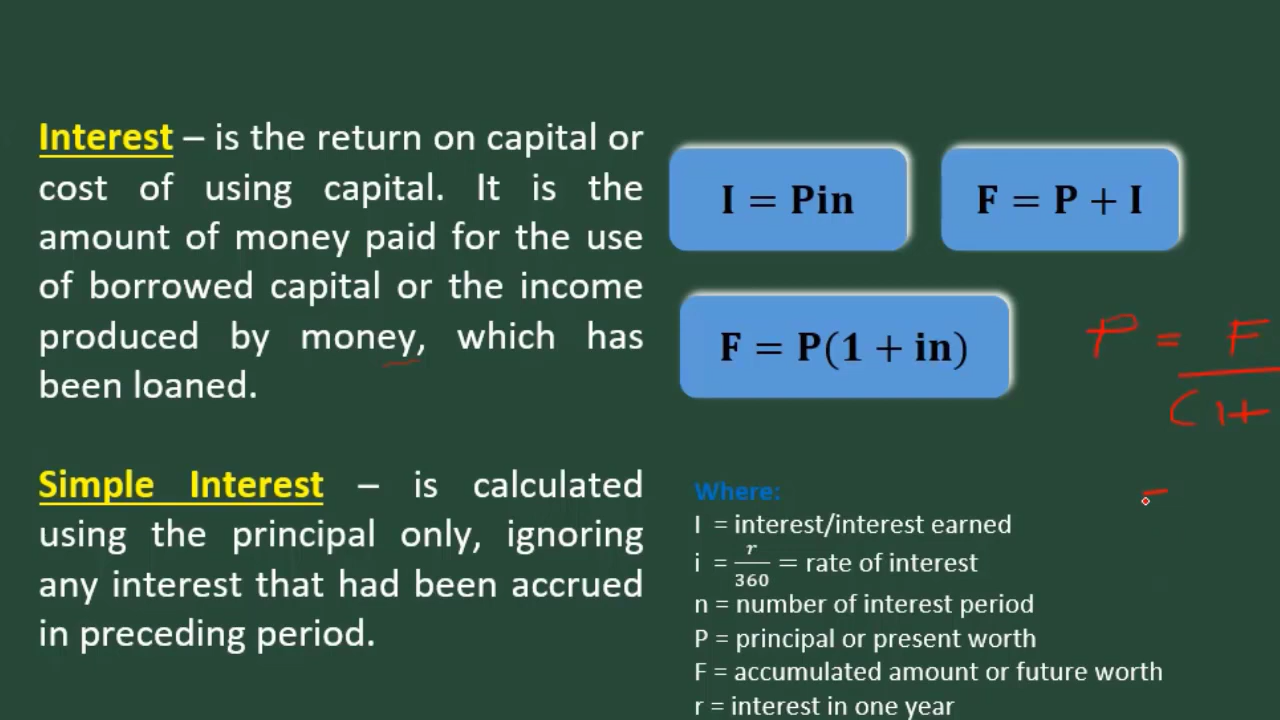 Interest – is the return on capital or
cost of using capital. It is the
amount of money paid for the use
of borrowed capital or the income
produced by money, which has
been loaned.
Simple Interest – is calculated
using the principal only, ignoring
any interest that had been accrued
in preceding period.
I = Pin
F = P + I
F = P(1 + in)
P = F
(1+
Where:
I = interest/interest earned
i = r/360 = rate of interest
n = number of interest period
P = principal or present worth
F = accumulated amount or future worth
r = interest in one year